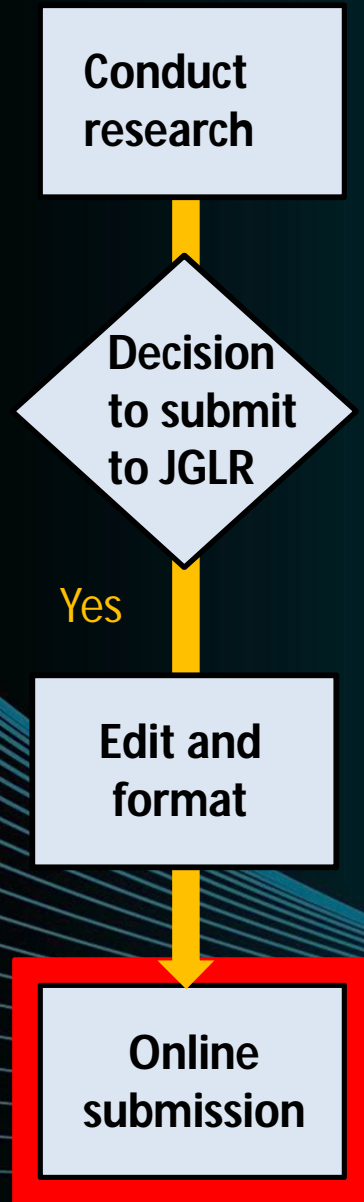 Conduct
research
Decision
to submit
to JGLR
Yes
Edit and
format
Online
submission